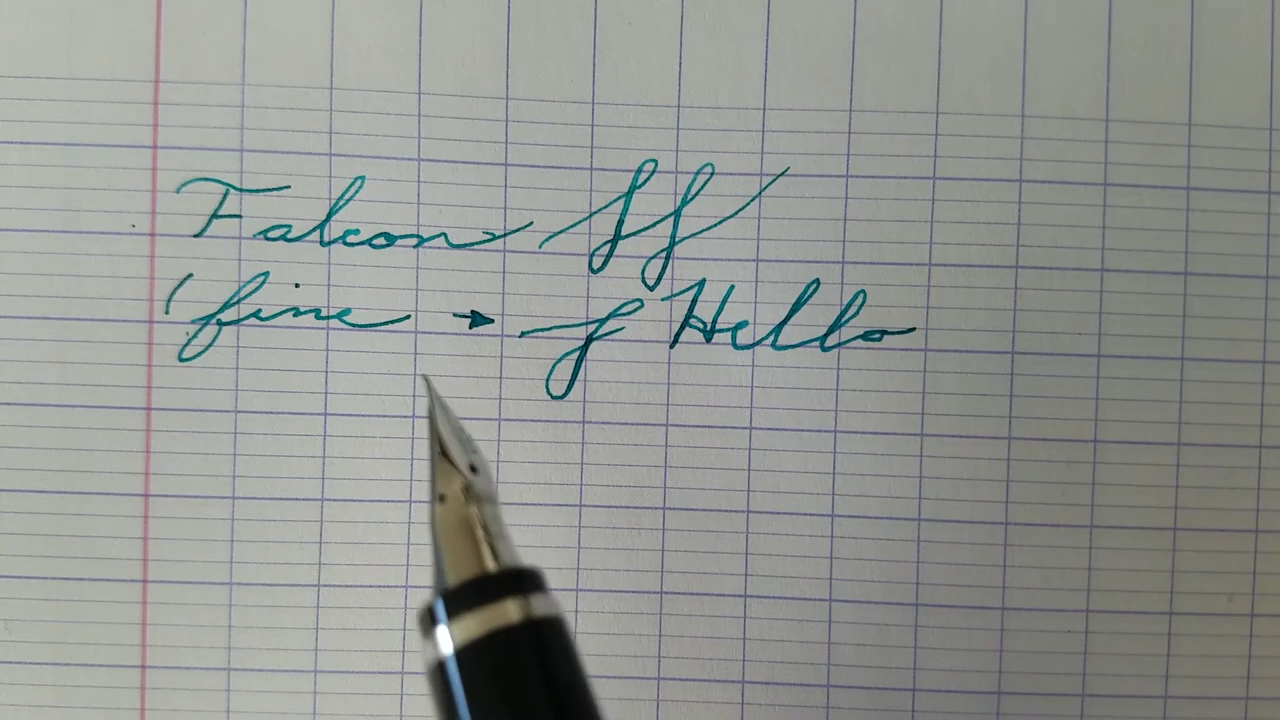 Falcon ff
'fine → f Hello